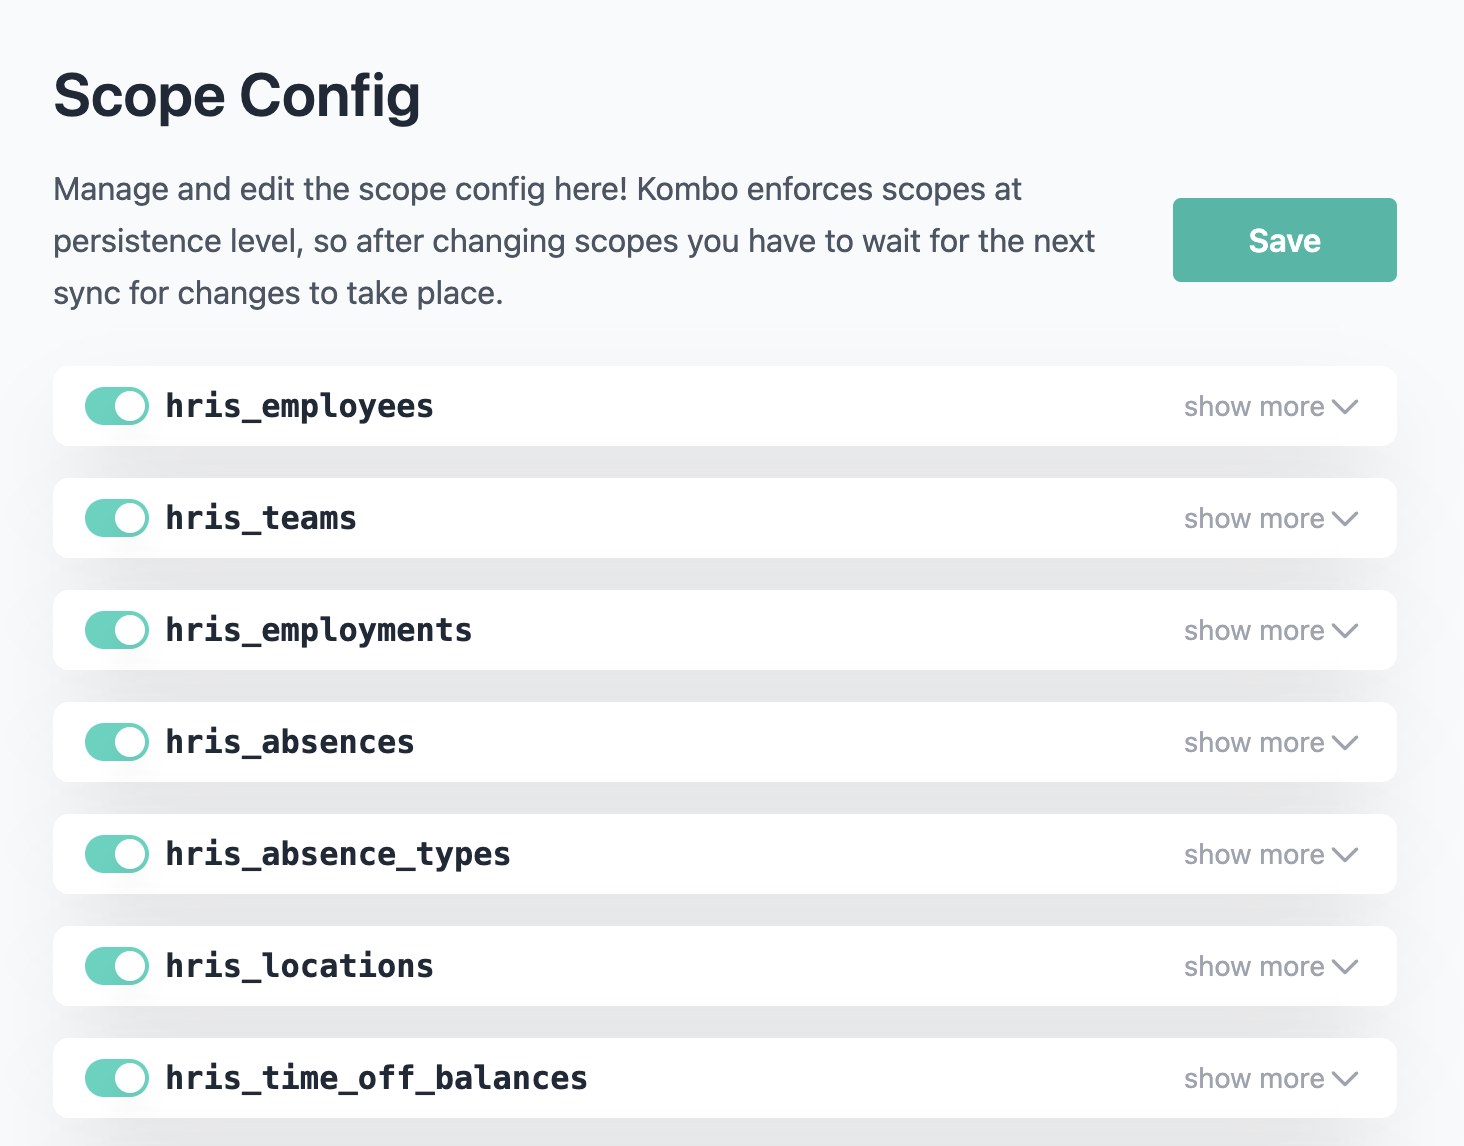 Scope Config
Manage and edit the scope config here! Kombo enforces scopes at
persistence level, so after changing scopes you have to wait for the next
sync for changes to take place.
Save
hris_employees show more
hris_teams show more
hris_employments show more
hris_absences show more
hris_absence_types show more
hris_locations show more
hris_time_off_balances show more